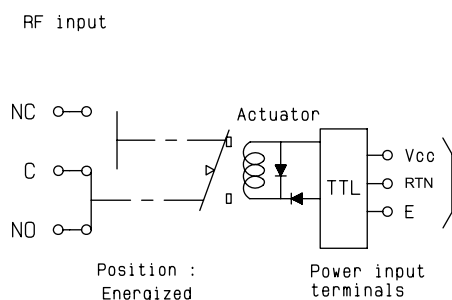 RF input
NC
Actuator
Vcc
C
TTL
RTN
E
NO
Position :
Energized
Power input
terminals